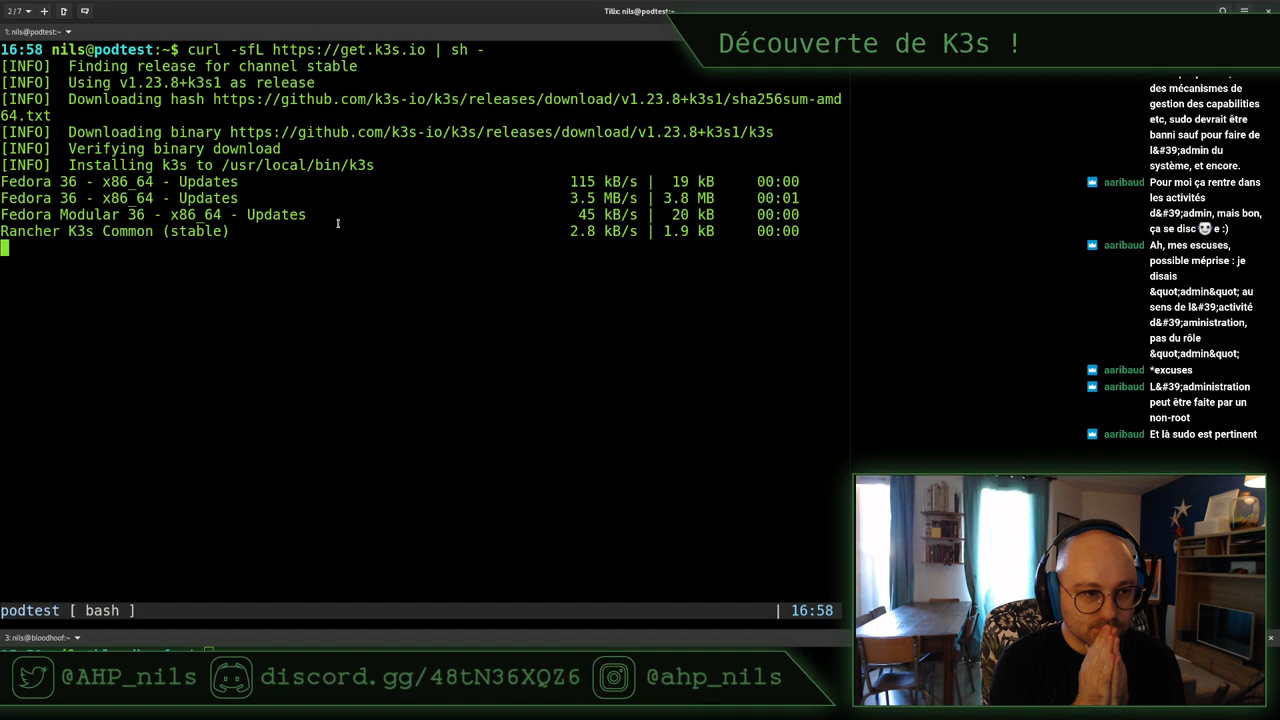 2 / 7
Tilix: nils@podtest:~
1: nils@podtest:~
Découverte de K3s !
16:58 nils@podtest:~$ curl -sfL https://get.k3s.io | sh -
[INFO]  Finding release for channel stable
[INFO]  Using v1.23.8+k3s1 as release
[INFO]  Downloading hash https://github.com/k3s-io/k3s/releases/download/v1.23.8+k3s1/sha256sum-amd
64.txt
[INFO]  Downloading binary https://github.com/k3s-io/k3s/releases/download/v1.23.8+k3s1/k3s
[INFO]  Verifying binary download
[INFO]  Installing k3s to /usr/local/bin/k3s
Fedora 36 - x86_64 - Updates 115 kB/s | 19 kB 00:00
Fedora 36 - x86_64 - Updates 3.5 MB/s | 3.8 MB 00:01
Fedora Modular 36 - x86_64 - Updates 45 kB/s | 20 kB 00:00
Rancher K3s Common (stable) 2.8 kB/s | 1.9 kB 00:00
podtest [ bash ] | 16:58
3: nils@bloodhoof:~
des mécanismes de
gestion des capabilities
etc, sudo devrait être
banni sauf pour faire de
l&#39;admin du
système, et encore.
aaribaud Pour moi ça rentre dans
les activités
d&#39;admin, mais bon,
ça se disc e :)
aaribaud Ah, mes escuses,
possible méprise : je
disais
&quot;admin&quot; au
sens de l&#39;activité
d&#39;aministration,
pas du rôle
&quot;admin&quot;
aaribaud *excuses
aaribaud L&#39;administration
peut être faite par un
non-root
aaribaud Et là sudo est pertinent
@AHP_nils
discord.gg/48tN36XQZ6
@ahp_nils